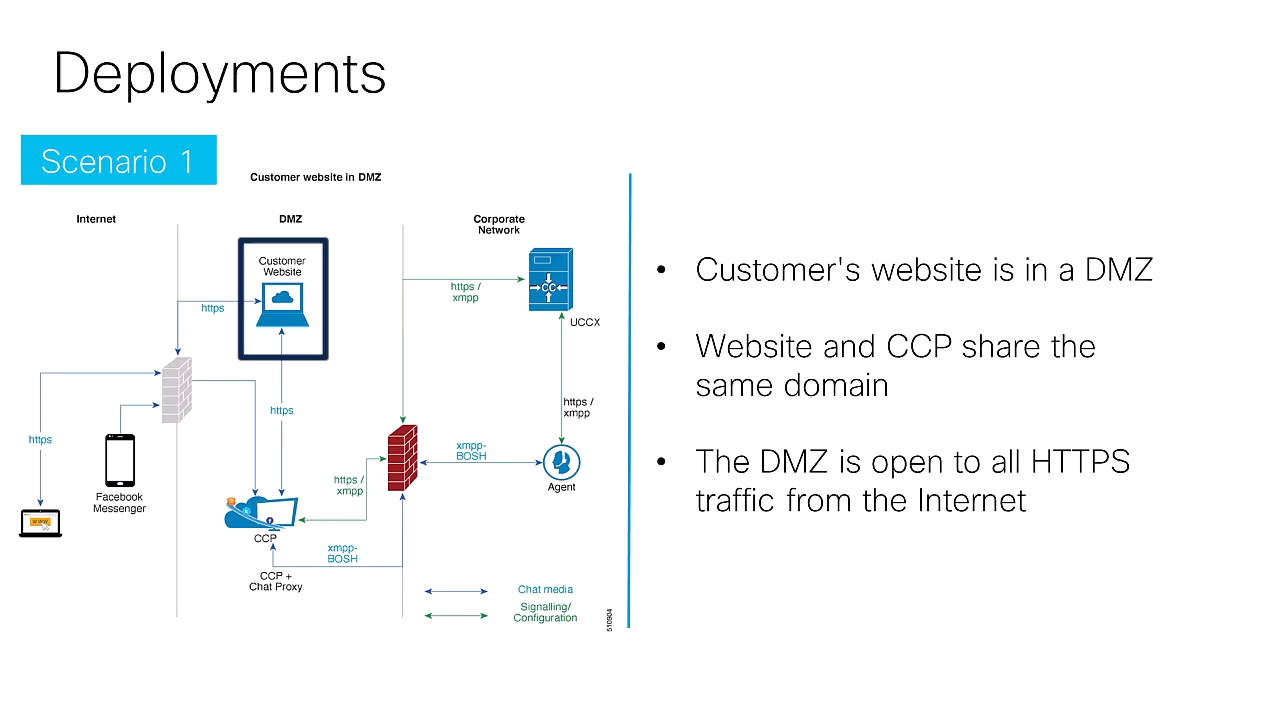 Deployments
Scenario 1
Customer website in DMZ
Internet
DMZ
Corporate
Network
Customer
Website
https
https /
xmpp
CC
UCCX
https
https /
xmpp
https
xmpp-
BOSH
Agent
https /
xmpp
Facebook
Messenger
www
CCP
xmpp-
BOSH
CCP +
Chat Proxy
Chat media
Signalling/
Configuration
510904
• Customer's website is in a DMZ
• Website and CCP share the
same domain
• The DMZ is open to all HTTPS
traffic from the Internet